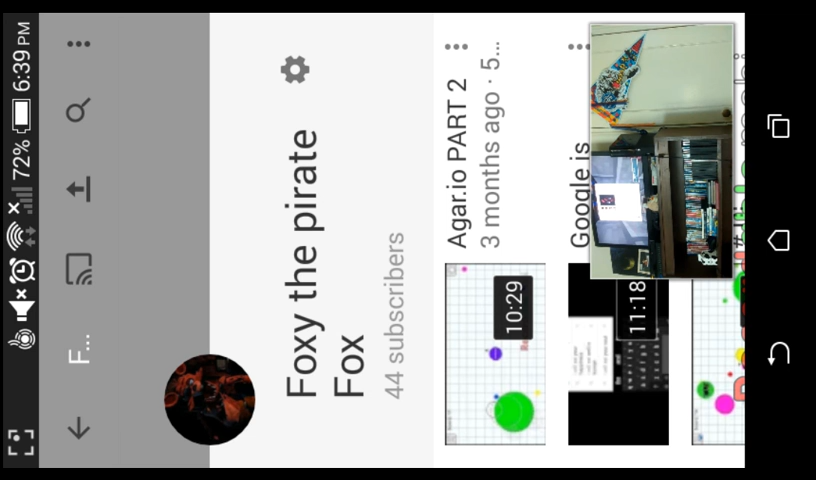 72% 6:39 PM
F...
Foxy the pirate
Fox
44 subscribers
Agar.io PART 2
3 months ago · 5...
10:29
Google is
11:18